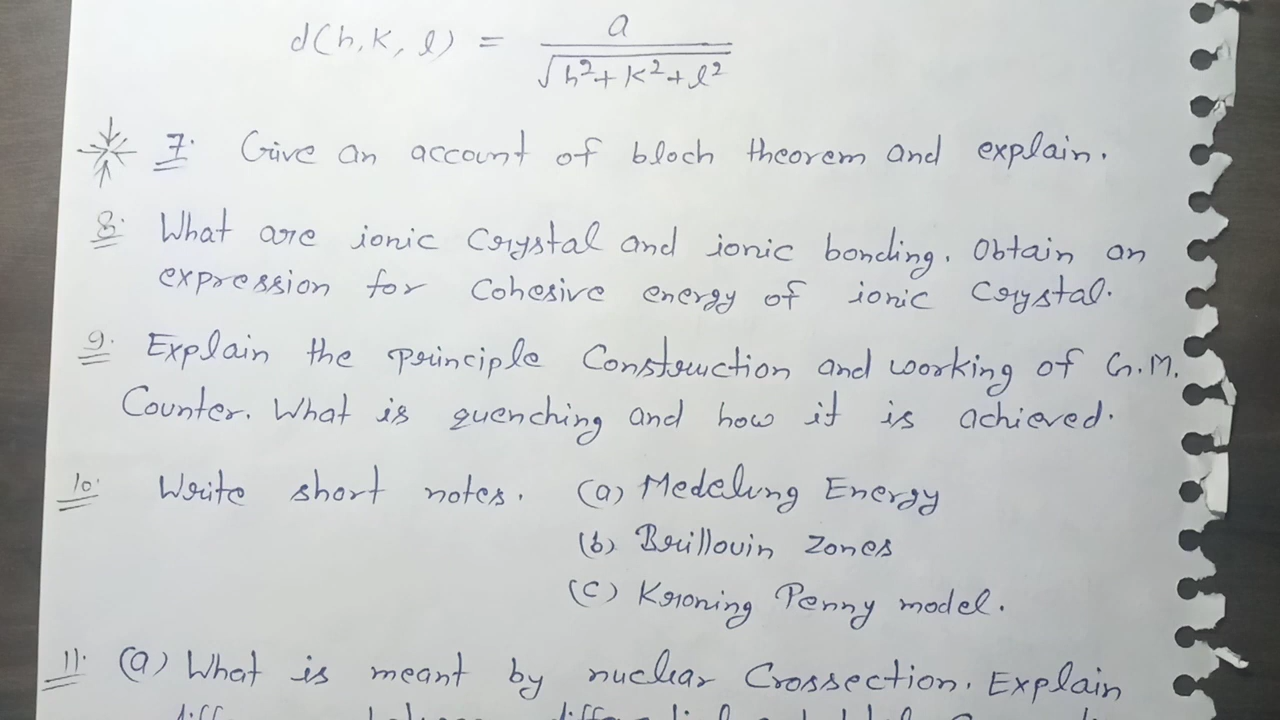 d(h,k,l) = a / √h²+k²+l²
7. Give an account of bloch theorem and explain.
8. What are ionic Crystal and ionic bonding. Obtain an
expression for Cohesive energy of ionic Crystal.
9. Explain the principle Construction and working of G.M.
Counter. What is quenching and how it is achieved.
10. Write short notes. (a) Medelung Energy
(b) Brillouin Zones
(c) Kroning Penny model.
11. (a) What is meant by nuclear Crossection. Explain